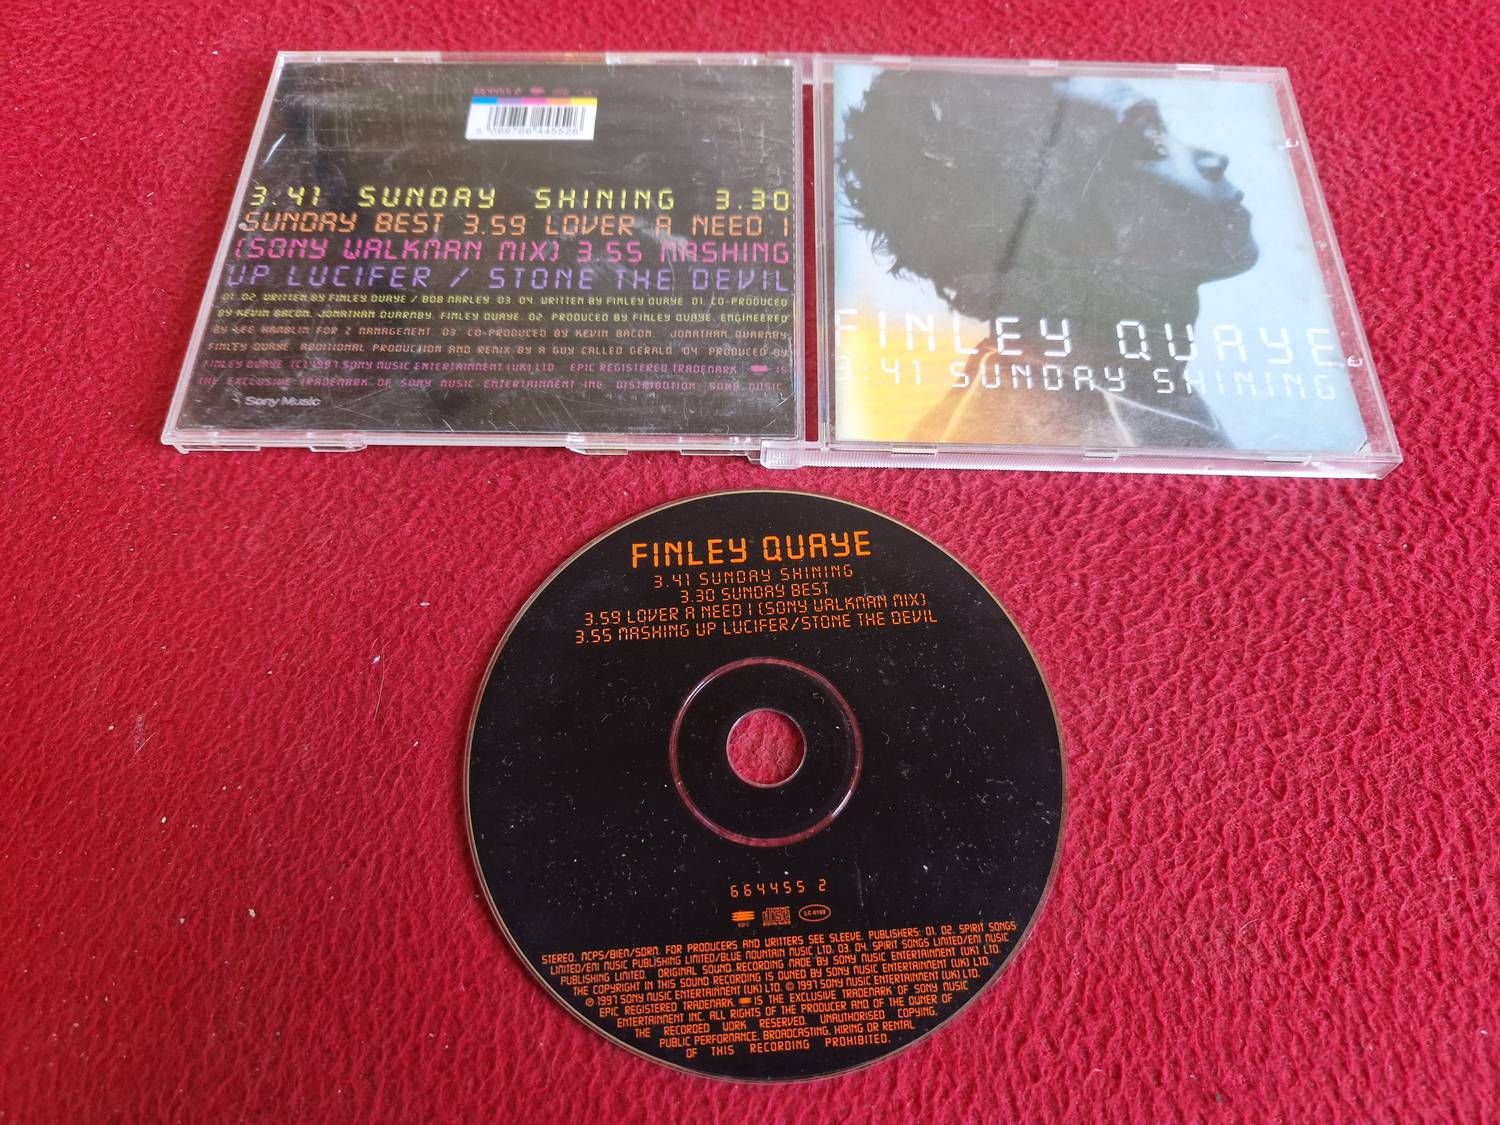 664455 2
5 099766 445526
3.41 SUNDAY SHINING 3.30
SUNDAY BEST 3.59 LOVER A NEED I
(SONY WALKMAN MIX) 3.55 MASHING
UP LUCIFER / STONE THE DEVIL
01. 02. WRITTEN BY FINLEY QUAYE / BOB MARLEY. 03. 04. WRITTEN BY FINLEY QUAYE. 01. CO-PRODUCED
BY KEVIN BACON. JONATHAN QUARNBY. FINLEY QUAYE. 02. PRODUCED BY FINLEY QUAYE. ENGINEERED
BY LEE HAMBLIN FOR Z MANAGEMENT. 03. CO-PRODUCED BY KEVIN BACON. JONATHAN QUARNBY.
FINLEY QUAYE. ADDITIONAL PRODUCTION AND REMIX BY A GUY CALLED GERALD. 04. PRODUCED BY
FINLEY QUAYE (C) 1997 SONY MUSIC ENTERTAINMENT (UK) LTD EPIC REGISTERED TRADEMARK. IS
THE EXCLUSIVE TRADEMARK OF SONY MUSIC ENTERTAINMENT INC. DISTRIBUTION: SONY MUSIC
Sony Music
FINLEY QUAYE
3:41 SUNDAY SHINING
FINLEY QUAYE
3.41 SUNDAY SHINING
3.30 SUNDAY BEST
3.59 LOVER A NEED I (SONY WALKMAN MIX)
3.55 MASHING UP LUCIFER/STONE THE DEVIL
664455 2
EPIC COMPACT disc DIGITAL AUDIO LC 0199
STEREO. MCPS/BIEM/SDRM. FOR PRODUCERS AND WRITERS SEE SLEEVE. PUBLISHERS: 01. 02. SPIRIT SONGS
LIMITED/EMI MUSIC PUBLISHING LIMITED/BLUE MOUNTAIN MUSIC LTD. 03. 04. SPIRIT SONGS LIMITED/EMI MUSIC
PUBLISHING LIMITED. ORIGINAL SOUND RECORDING MADE BY SONY MUSIC ENTERTAINMENT (UK) LTD.
THE COPYRIGHT IN THIS SOUND RECORDING IS OWNED BY SONY MUSIC ENTERTAINMENT (UK) LTD.
℗ 1997 SONY MUSIC ENTERTAINMENT (UK) LTD. © 1997 SONY MUSIC ENTERTAINMENT (UK) LTD.
EPIC REGISTERED TRADEMARK. IS THE EXCLUSIVE TRADEMARK OF SONY MUSIC
ENTERTAINMENT INC. ALL RIGHTS OF THE PRODUCER AND OF THE OWNER OF
THE RECORDED WORK RESERVED. UNAUTHORISED COPYING,
PUBLIC PERFORMANCE, BROADCASTING, HIRING OR RENTAL
OF THIS RECORDING PROHIBITED.